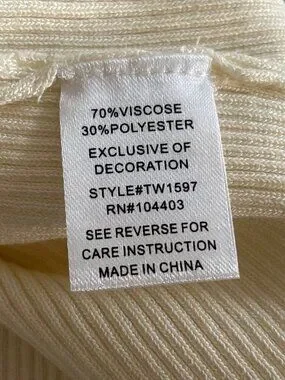 70%VISCOSE
30%POLYESTER
EXCLUSIVE OF
DECORATION
STYLE#TW1597
RN#104403
SEE REVERSE FOR
CARE INSTRUCTION
MADE IN CHINA